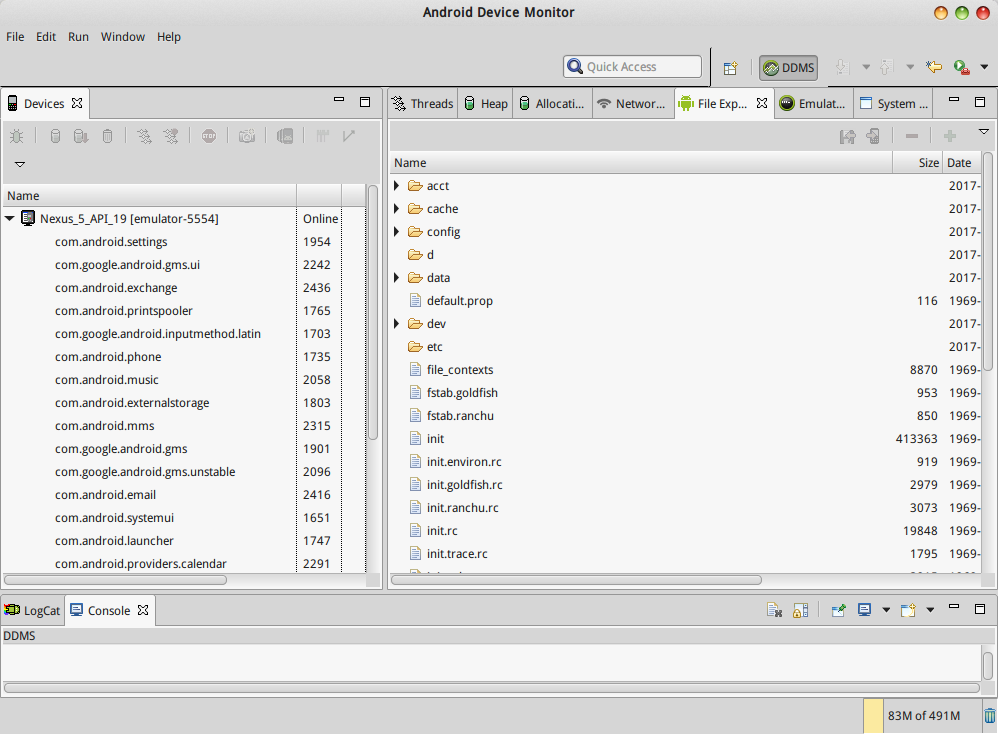 Android Device Monitor
File Edit Run Window Help
Quick Access
DDMS
Devices
Name
Nexus_5_API_19 [emulator-5554] Online
com.android.settings 1954
com.google.android.gms.ui 2242
com.android.exchange 2436
com.android.printspooler 1765
com.google.android.inputmethod.latin 1703
com.android.phone 1735
com.android.music 2058
com.android.externalstorage 1803
com.android.mms 2315
com.google.android.gms 1901
com.google.android.gms.unstable 2096
com.android.email 2416
com.android.systemui 1651
com.android.launcher 1747
com.android.providers.calendar 2291
Threads Heap Allocati... Networ... File Exp... Emulat... System ...
Name Size Date
acct 2017-
cache 2017-
config 2017-
d 2017-
data 2017-
default.prop 116 1969-
dev 2017-
etc 2017-
file_contexts 8870 1969-
fstab.goldfish 953 1969-
fstab.ranchu 850 1969-
init 413363 1969-
init.environ.rc 919 1969-
init.goldfish.rc 2979 1969-
init.ranchu.rc 3073 1969-
init.rc 19848 1969-
init.trace.rc 1795 1969-
LogCat Console
DDMS
83M of 491M